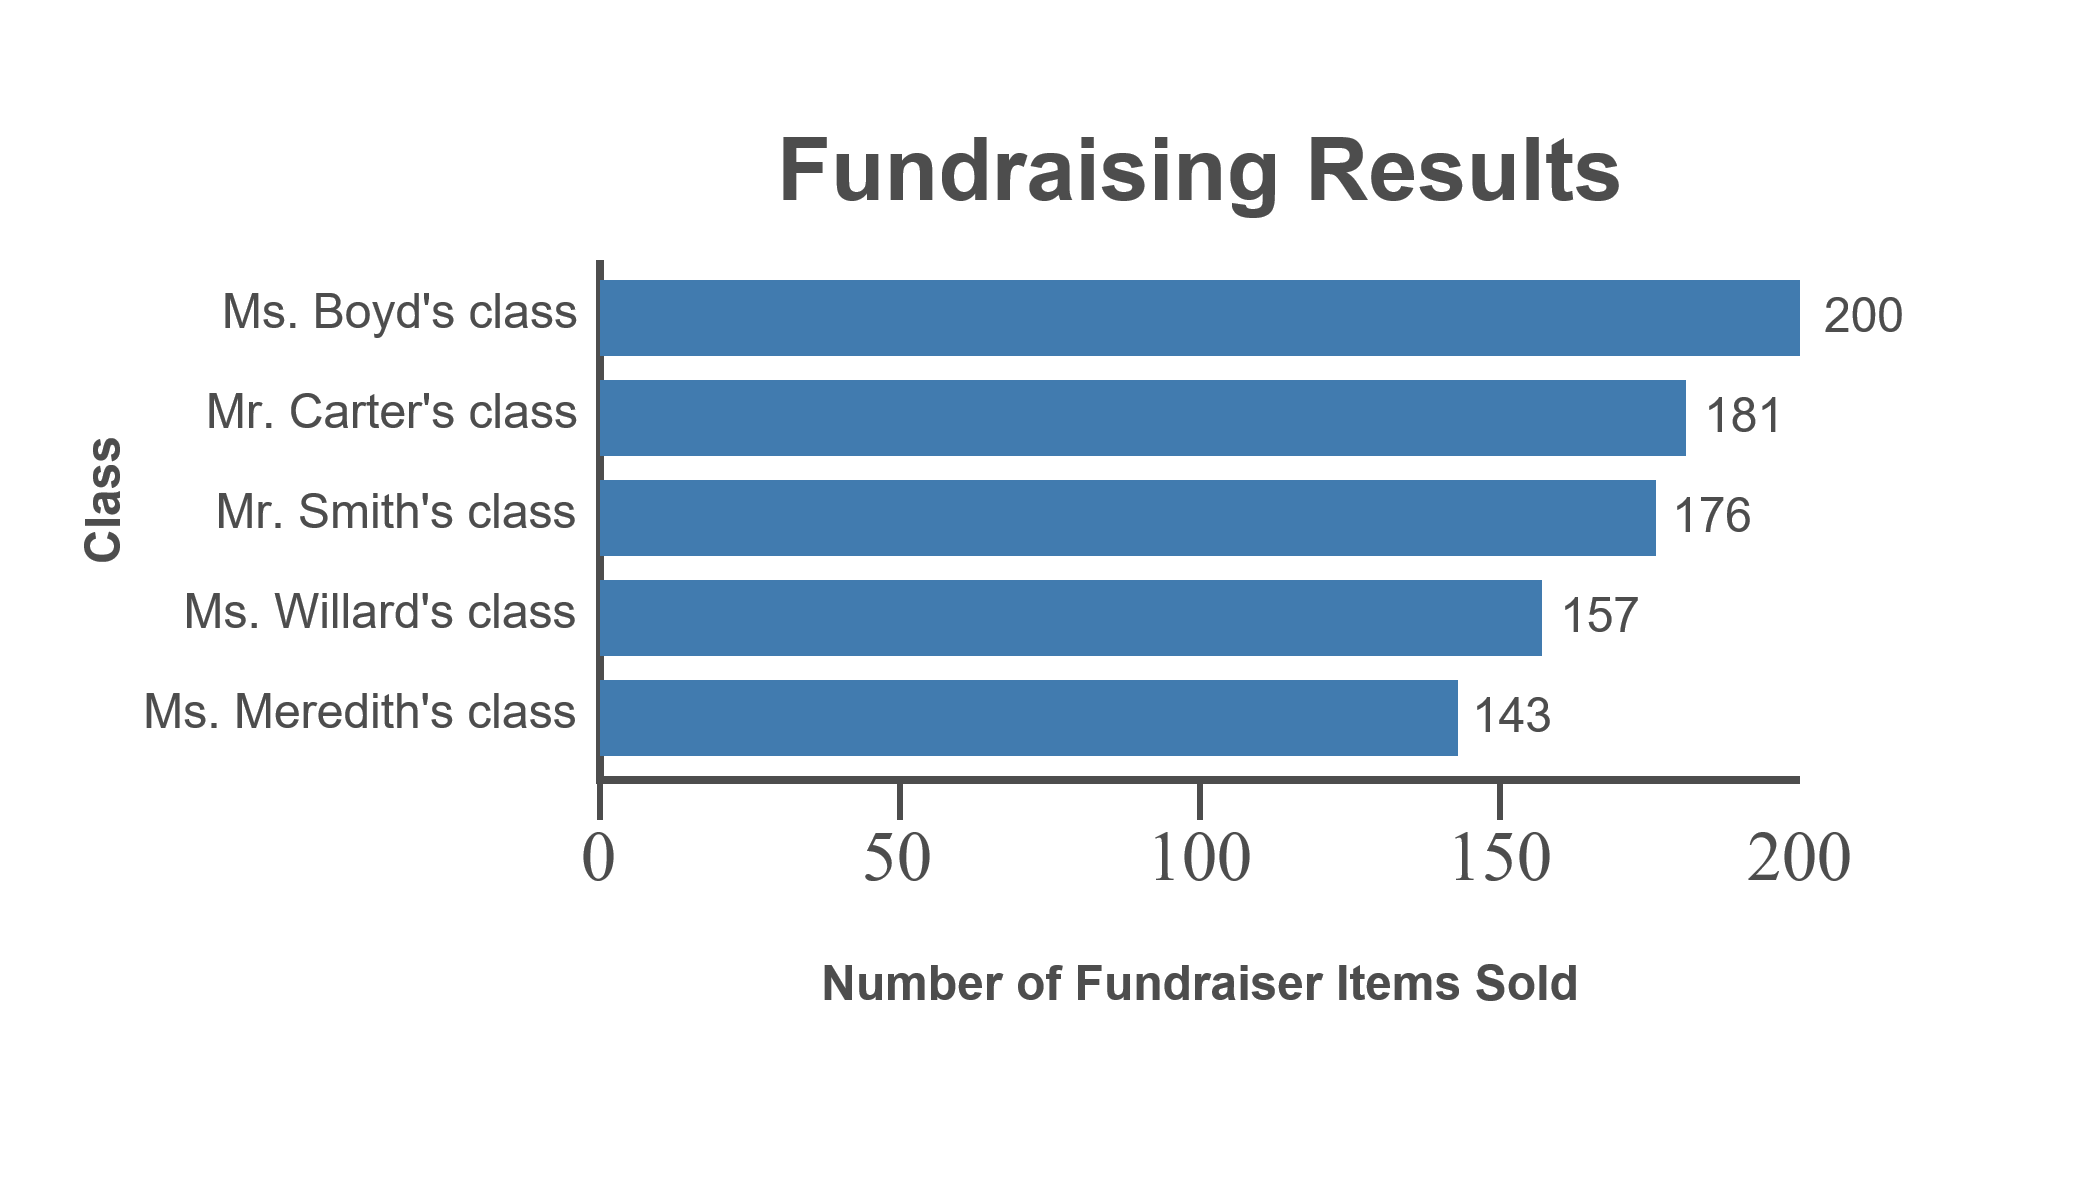 Fundraising Results
Class
Ms. Boyd's class 200
Mr. Carter's class 181
Mr. Smith's class 176
Ms. Willard's class 157
Ms. Meredith's class 143
0 50 100 150 200
Number of Fundraiser Items Sold